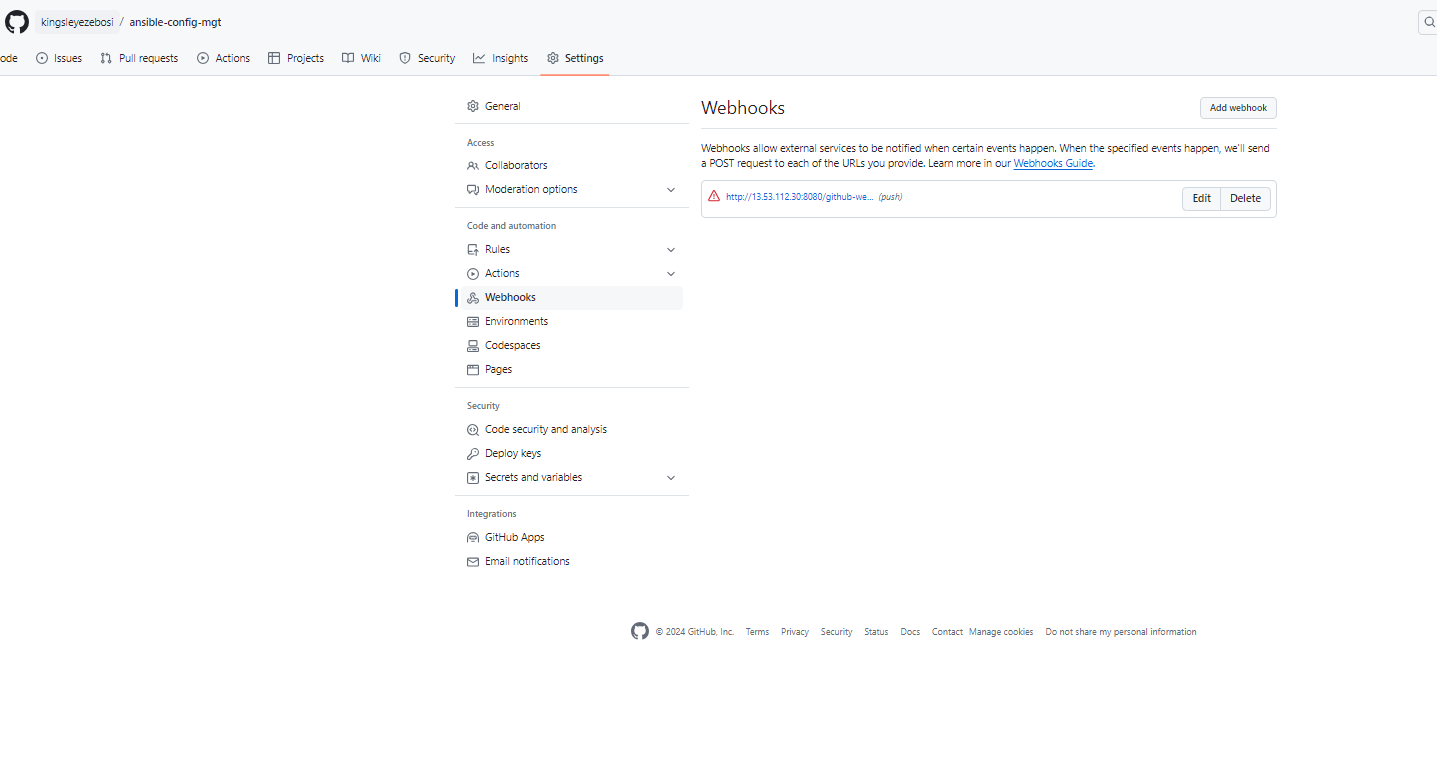 kingsleyezebosi / ansible-config-mgt
ode Issues Pull requests Actions Projects Wiki Security Insights Settings
General
Access
Collaborators
Moderation options
Code and automation
Rules
Actions
Webhooks
Environments
Codespaces
Pages
Security
Code security and analysis
Deploy keys
Secrets and variables
Integrations
GitHub Apps
Email notifications
Webhooks
Add webhook
Webhooks allow external services to be notified when certain events happen. When the specified events happen, we'll send
a POST request to each of the URLs you provide. Learn more in our Webhooks Guide.
http://13.53.112.30:8080/github-we... (push) Edit Delete
© 2024 GitHub, Inc. Terms Privacy Security Status Docs Contact Manage cookies Do not share my personal information